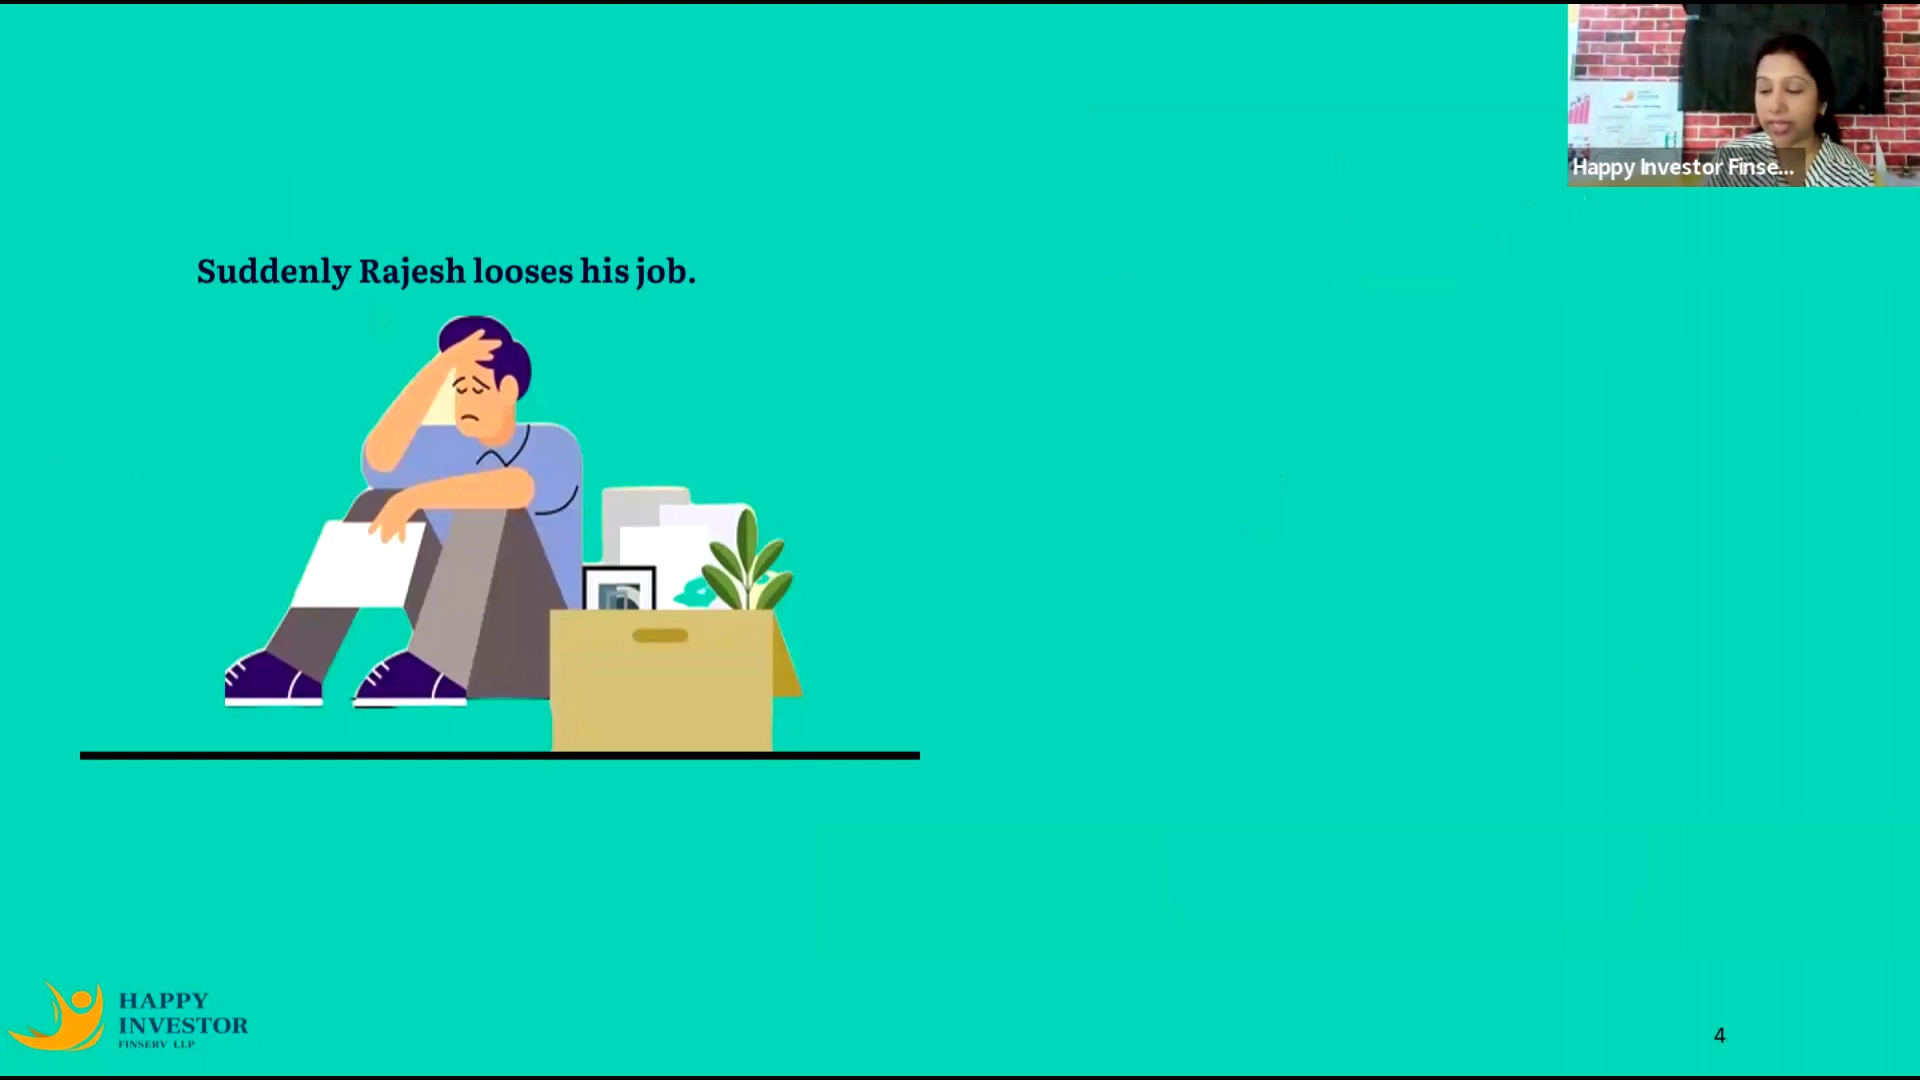 Happy Investor Finse...
Suddenly Rajesh looses his job.
HAPPY
INVESTOR
FINSERV LLP
4